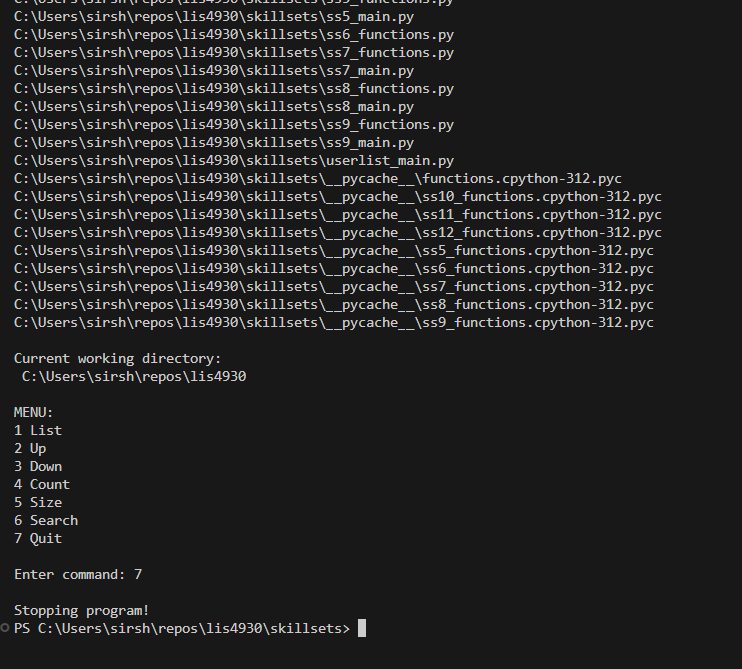 C:\Users\sirsh\repos\lis4930\skillsets\ss5_functions.py
C:\Users\sirsh\repos\lis4930\skillsets\ss5_main.py
C:\Users\sirsh\repos\lis4930\skillsets\ss6_functions.py
C:\Users\sirsh\repos\lis4930\skillsets\ss7_functions.py
C:\Users\sirsh\repos\lis4930\skillsets\ss7_main.py
C:\Users\sirsh\repos\lis4930\skillsets\ss8_functions.py
C:\Users\sirsh\repos\lis4930\skillsets\ss8_main.py
C:\Users\sirsh\repos\lis4930\skillsets\ss9_functions.py
C:\Users\sirsh\repos\lis4930\skillsets\ss9_main.py
C:\Users\sirsh\repos\lis4930\skillsets\userlist_main.py
C:\Users\sirsh\repos\lis4930\skillsets\__pycache__\functions.cpython-312.pyc
C:\Users\sirsh\repos\lis4930\skillsets\__pycache__\ss10_functions.cpython-312.pyc
C:\Users\sirsh\repos\lis4930\skillsets\__pycache__\ss11_functions.cpython-312.pyc
C:\Users\sirsh\repos\lis4930\skillsets\__pycache__\ss12_functions.cpython-312.pyc
C:\Users\sirsh\repos\lis4930\skillsets\__pycache__\ss5_functions.cpython-312.pyc
C:\Users\sirsh\repos\lis4930\skillsets\__pycache__\ss6_functions.cpython-312.pyc
C:\Users\sirsh\repos\lis4930\skillsets\__pycache__\ss7_functions.cpython-312.pyc
C:\Users\sirsh\repos\lis4930\skillsets\__pycache__\ss8_functions.cpython-312.pyc
C:\Users\sirsh\repos\lis4930\skillsets\__pycache__\ss9_functions.cpython-312.pyc
Current working directory:
C:\Users\sirsh\repos\lis4930
MENU:
1 List
2 Up
3 Down
4 Count
5 Size
6 Search
7 Quit
Enter command: 7
Stopping program!
PS C:\Users\sirsh\repos\lis4930\skillsets>